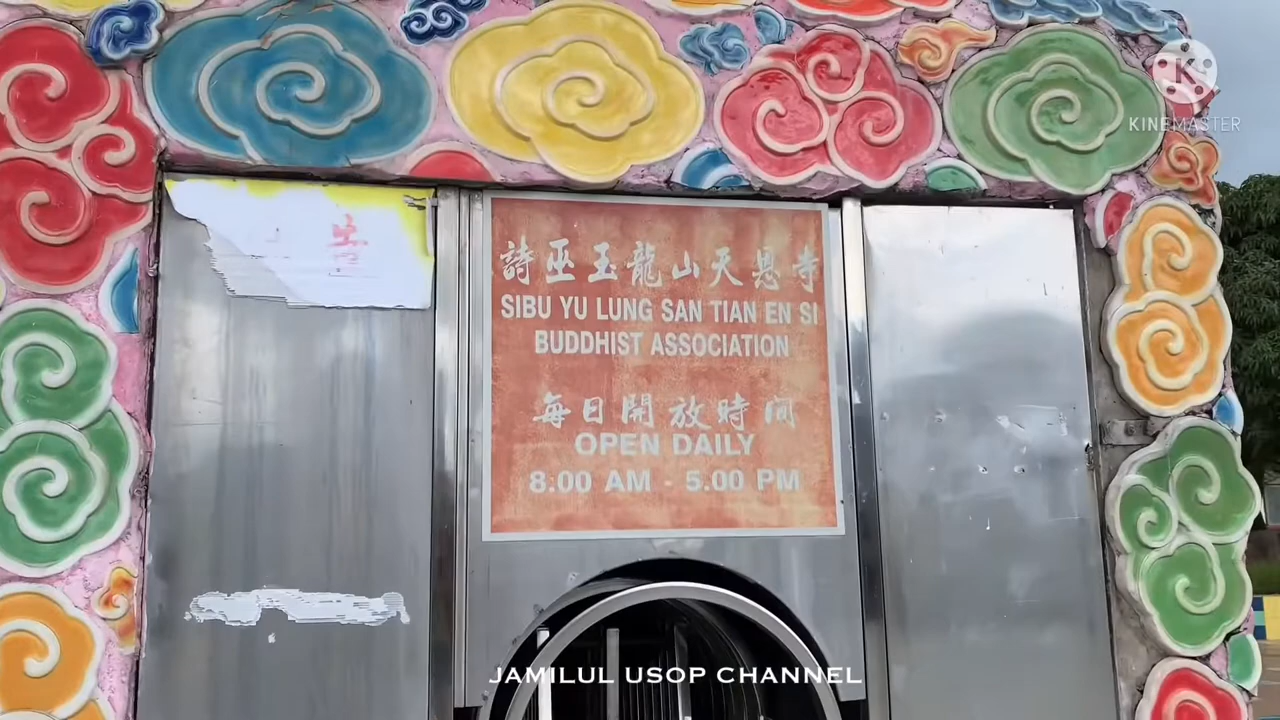 KINEMASTER
詩巫玉龍山天恩寺
SIBU YU LUNG SAN TIAN EN SI
BUDDHIST ASSOCIATION
每日開放時間
OPEN DAILY
8.00 AM - 5.00 PM
JAMILUL USOP CHANNEL